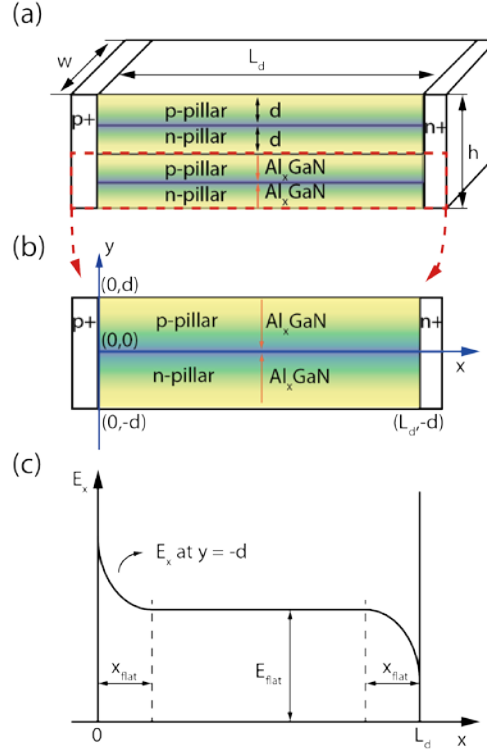 (a)
w
L_d
p+
p-pillar
d
n-pillar
d
n+
h
p-pillar
Al_xGaN
n-pillar
Al_xGaN
(b)
y
(0,d)
p+
p-pillar
Al_xGaN
n+
(0,0)
x
n-pillar
Al_xGaN
(0,-d)
(L_d,-d)
(c)
E_x
E_x at y = -d
x_flat
E_flat
x_flat
0
L_d
x